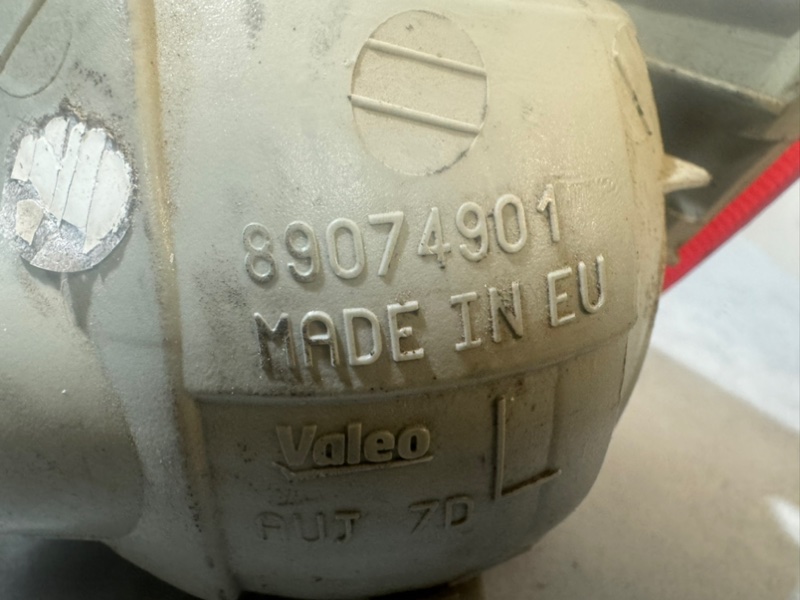 89074901
MADE IN EU
Valeo L
AUT 7D